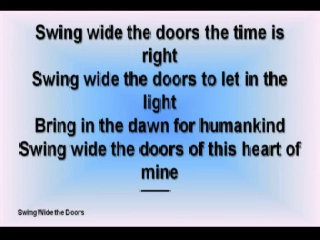 Swing wide the doors the time is
right
Swing wide the doors to let in the
light
Bring in the dawn for humankind
Swing wide the doors of this heart of
mine
Swing Wide the Doors